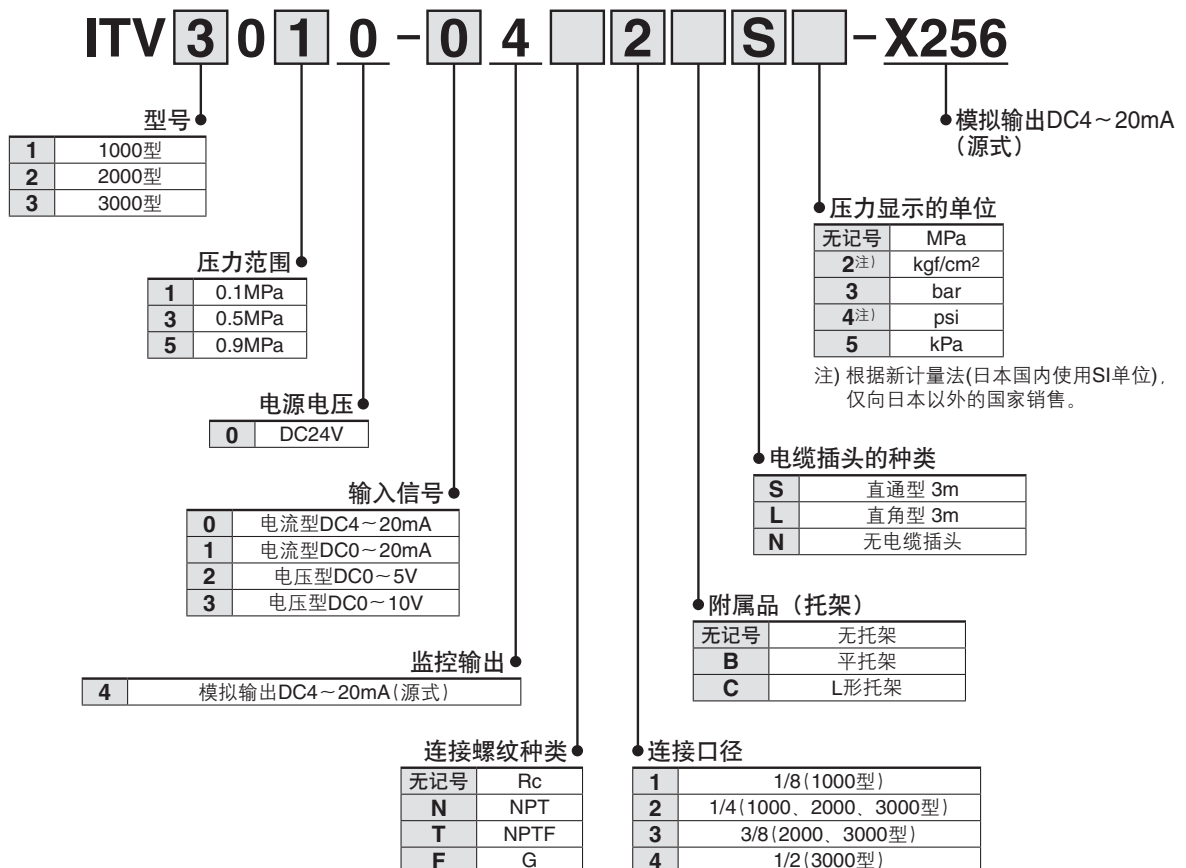 ITV 3 0 1 0 - 0 4 2 S - X256
型号
1 1000型
2 2000型
3 3000型
压力范围
1 0.1MPa
3 0.5MPa
5 0.9MPa
电源电压
0 DC24V
输入信号
0 电流型DC4～20mA
1 电流型DC0～20mA
2 电压型DC0～5V
3 电压型DC0～10V
监控输出
4 模拟输出DC4～20mA(源式)
连接螺纹种类
无记号 Rc
N NPT
T NPTF
F G
连接口径
1 1/8(1000型)
2 1/4(1000、2000、3000型)
3 3/8(2000、3000型)
4 1/2(3000型)
附属品（托架）
无记号 无托架
B 平托架
C L形托架
电缆插头的种类
S 直通型 3m
L 直角型 3m
N 无电缆插头
压力显示的单位
无记号 MPa
2注) kgf/cm²
3 bar
4注) psi
5 kPa
注) 根据新计量法(日本国内使用SI单位),
仅向日本以外的国家销售。
模拟输出DC4～20mA
（源式）